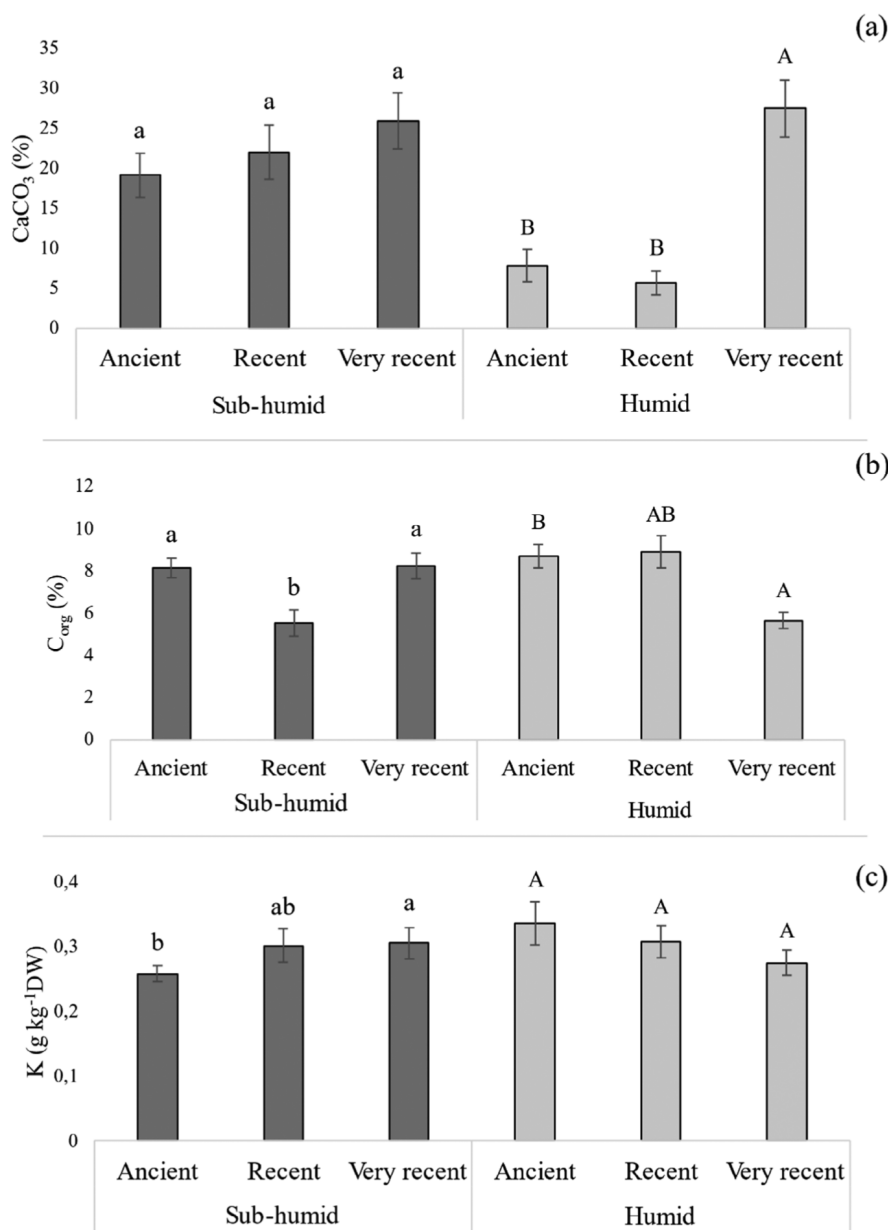 (a)
35
30
25
20
15
10
5
0
CaCO₃ (%)
a a a B B A
Ancient Recent Very recent Ancient Recent Very recent
Sub-humid Humid
(b)
12
10
8
6
4
2
0
C_org (%)
a b a B AB A
Ancient Recent Very recent Ancient Recent Very recent
Sub-humid Humid
(c)
0,4
0,3
0,2
0,1
0
K (g kg⁻¹DW)
b ab a A A A
Ancient Recent Very recent Ancient Recent Very recent
Sub-humid Humid